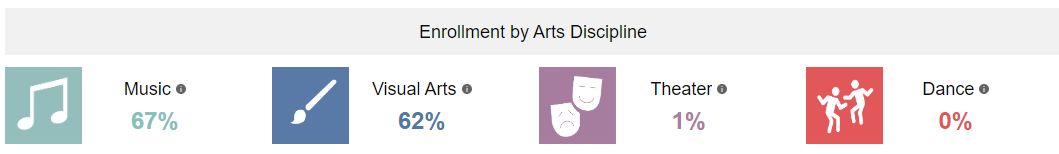 Enrollment by Arts Discipline
Music
67%
Visual Arts
62%
Theater
1%
Dance
0%